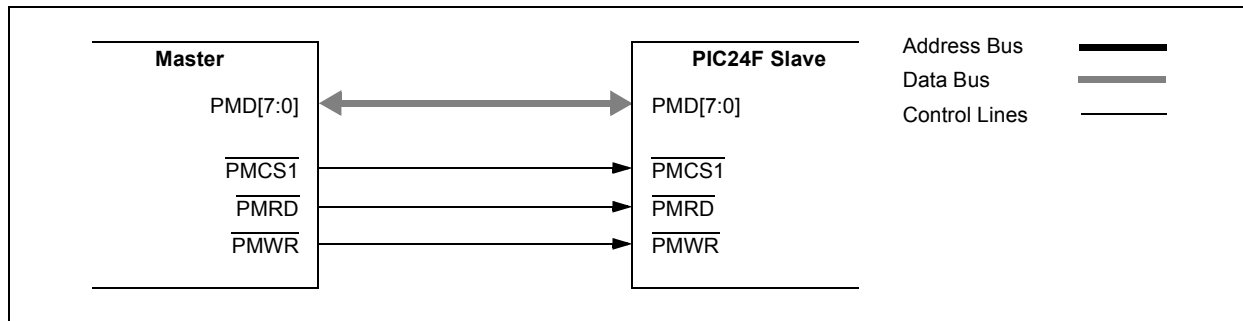 Master
PIC24F Slave
Address Bus
Data Bus
Control Lines
PMD[7:0]
PMD[7:0]
PMCS1
PMCS1
PMRD
PMRD
PMWR
PMWR